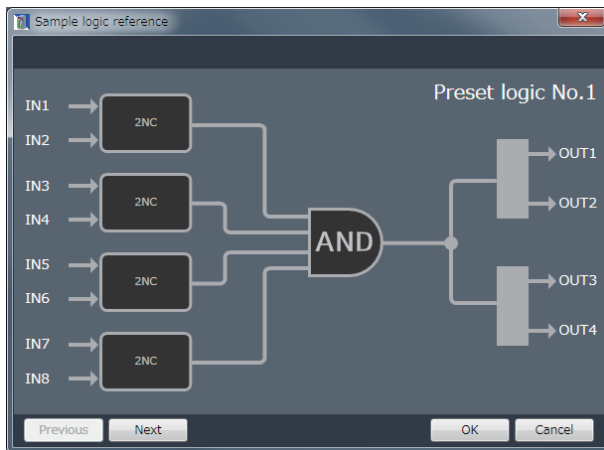 Sample logic reference
Preset logic No.1
IN1
2NC
IN2
OUT1
IN3
2NC
OUT2
IN4
AND
IN5
2NC
OUT3
IN6
IN7
2NC
OUT4
IN8
Previous Next OK Cancel